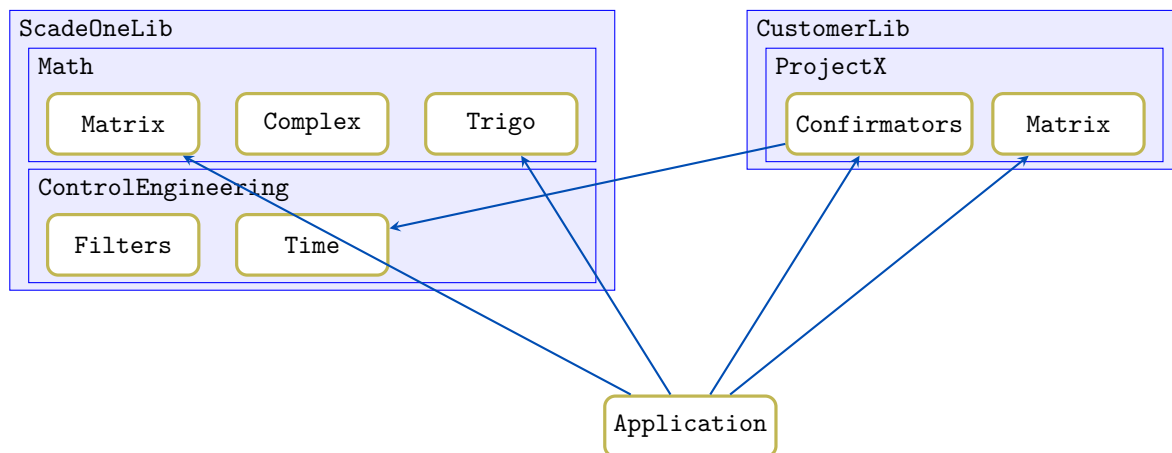 ScadeOneLib
Math
Matrix
Complex
Trigo
ControlEngineering
Filters
Time
CustomerLib
ProjectX
Confirmators
Matrix
Application